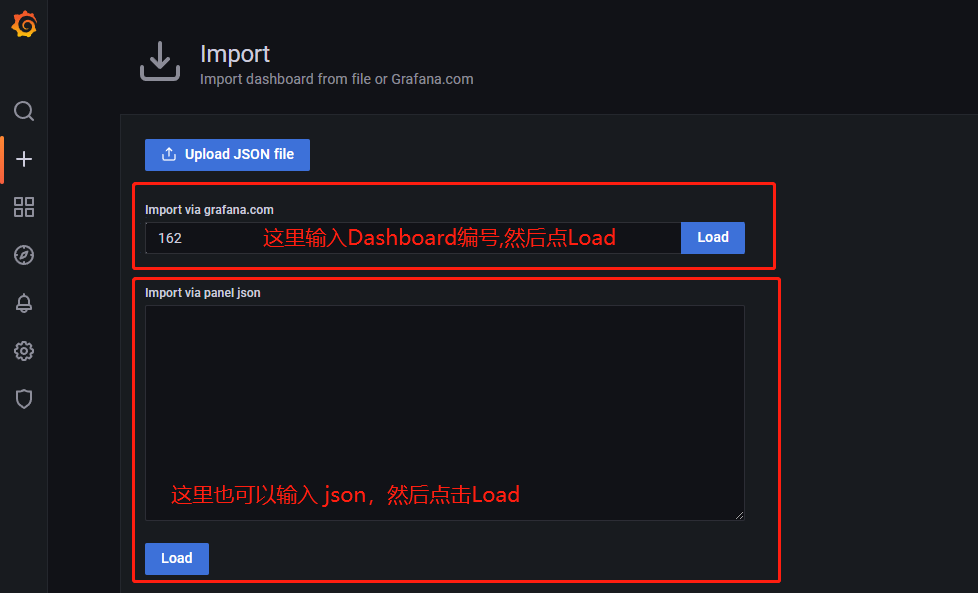 Import
Import dashboard from file or Grafana.com
Upload JSON file
Import via grafana.com
162 这里输入Dashboard编号,然后点Load Load
Import via panel json
这里也可以输入 json，然后点击Load
Load